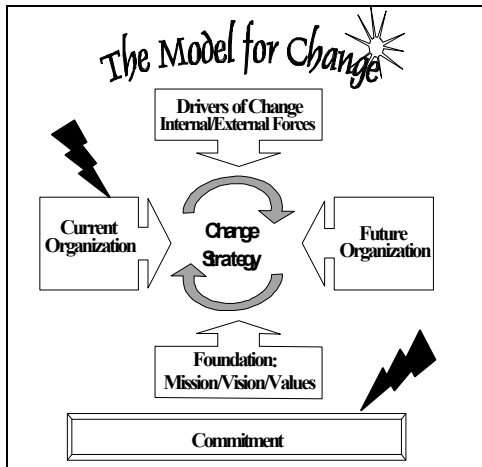 The Model for Change
Drivers of Change
Internal/External Forces
Current
Organization
Change
Strategy
Future
Organization
Foundation:
Mission/Vision/Values
Commitment